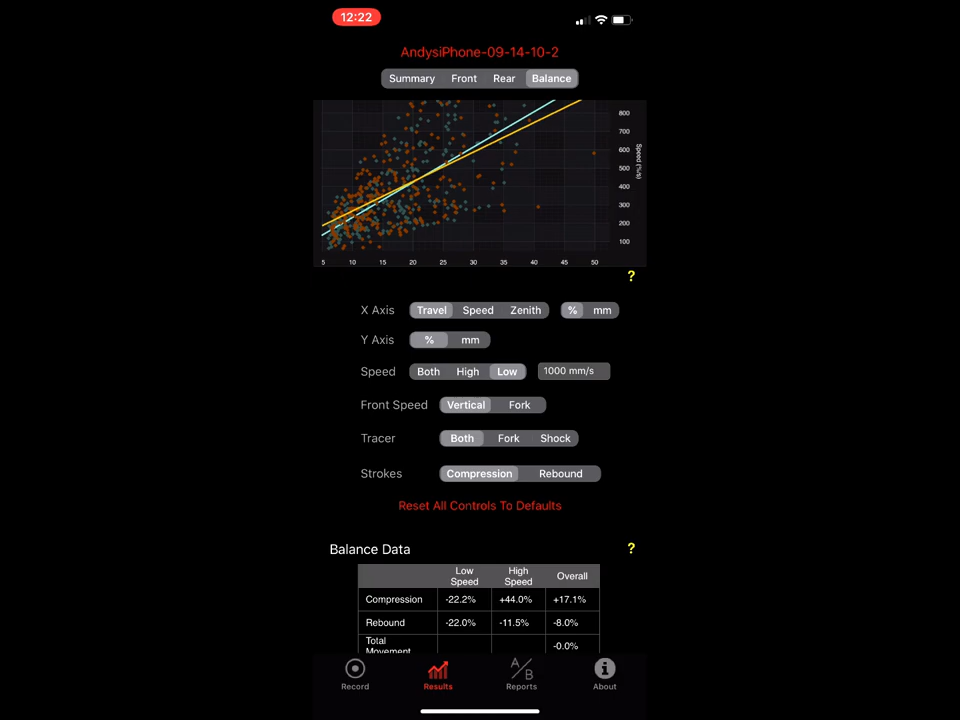 12:22
AndysiPhone-09-14-10-2
Summary Front Rear Balance
800
700
600
500
400
300
200
100
Speed (%/s)
5 10 15 20 25 30 35 40 45 50
?
X Axis Travel Speed Zenith % mm
Y Axis % mm
Speed Both High Low 1000 mm/s
Front Speed Vertical Fork
Tracer Both Fork Shock
Strokes Compression Rebound
Reset All Controls To Defaults
Balance Data ?
Low Speed High Speed Overall
Compression -22.2% +44.0% +17.1%
Rebound -22.0% -11.5% -8.0%
Total Movement -0.0%
Record Results A/B Reports About